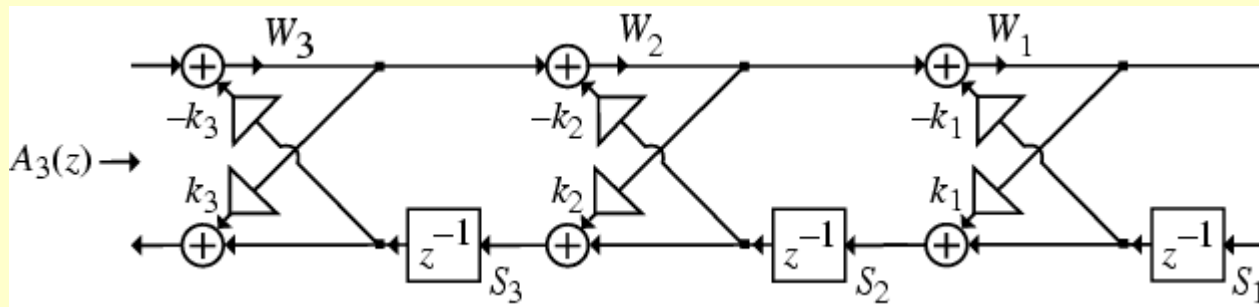 W₃ W₂ W₁
–k₃ –k₂ –k₁
A₃(z)
k₃ k₂ k₁
z⁻¹ z⁻¹ z⁻¹
S₃ S₂ S₁